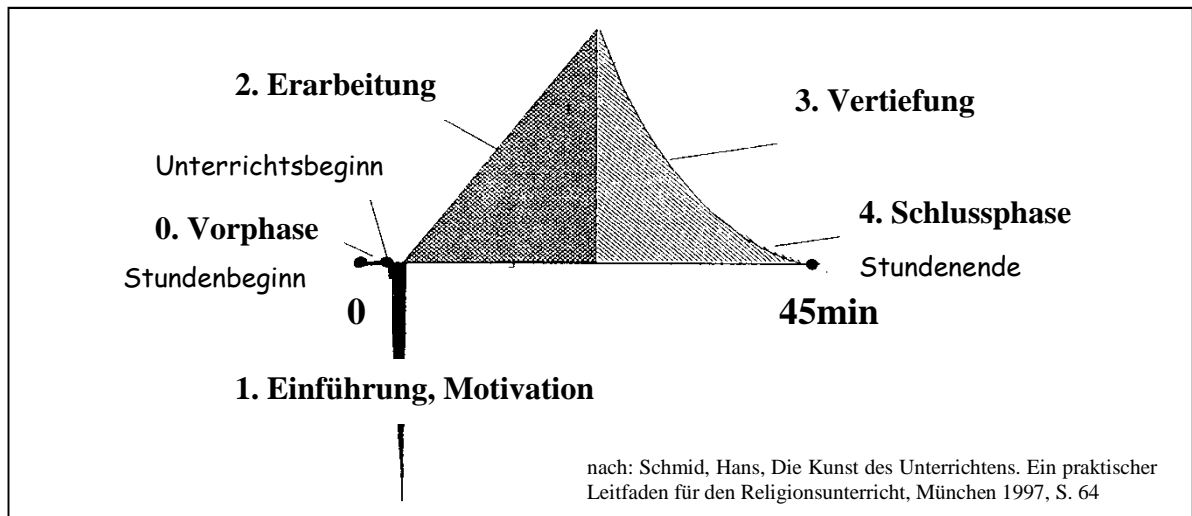 2. Erarbeitung
3. Vertiefung
Unterrichtsbeginn
0. Vorphase
4. Schlussphase
Stundenbeginn
Stundenende
0
45min
1. Einführung, Motivation
nach: Schmid, Hans, Die Kunst des Unterrichtens. Ein praktischer
Leitfaden für den Religionsunterricht, München 1997, S. 64